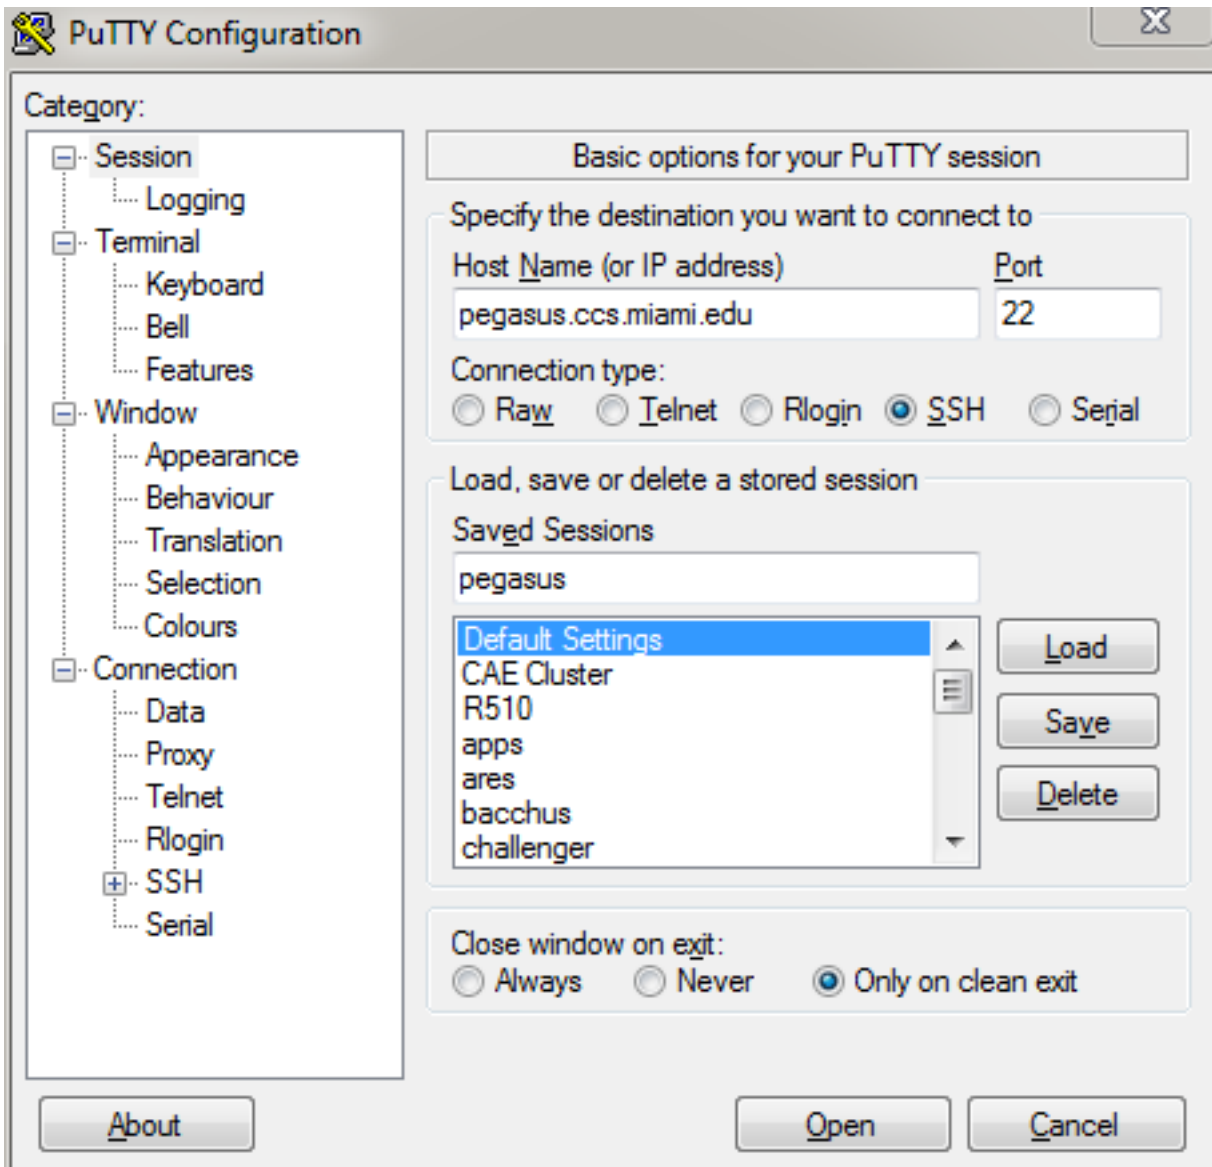 PuTTY Configuration
Category:
Session
Logging
Terminal
Keyboard
Bell
Features
Window
Appearance
Behaviour
Translation
Selection
Colours
Connection
Data
Proxy
Telnet
Rlogin
SSH
Serial
Basic options for your PuTTY session
Specify the destination you want to connect to
Host Name (or IP address) Port
pegasus.ccs.miami.edu 22
Connection type:
Raw Telnet Rlogin SSH Serial
Load, save or delete a stored session
Saved Sessions
pegasus
Default Settings
CAE Cluster
R510
apps
ares
bacchus
challenger
Load
Save
Delete
Close window on exit:
Always Never Only on clean exit
About Open Cancel